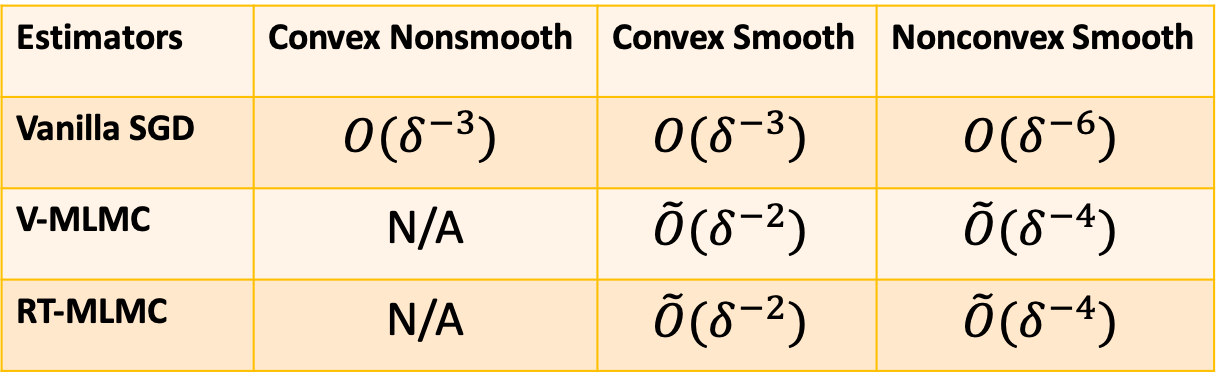 Estimators Convex Nonsmooth Convex Smooth Nonconvex Smooth
Vanilla SGD O(δ⁻³) O(δ⁻³) O(δ⁻⁶)
V-MLMC N/A Õ(δ⁻²) Õ(δ⁻⁴)
RT-MLMC N/A Õ(δ⁻²) Õ(δ⁻⁴)